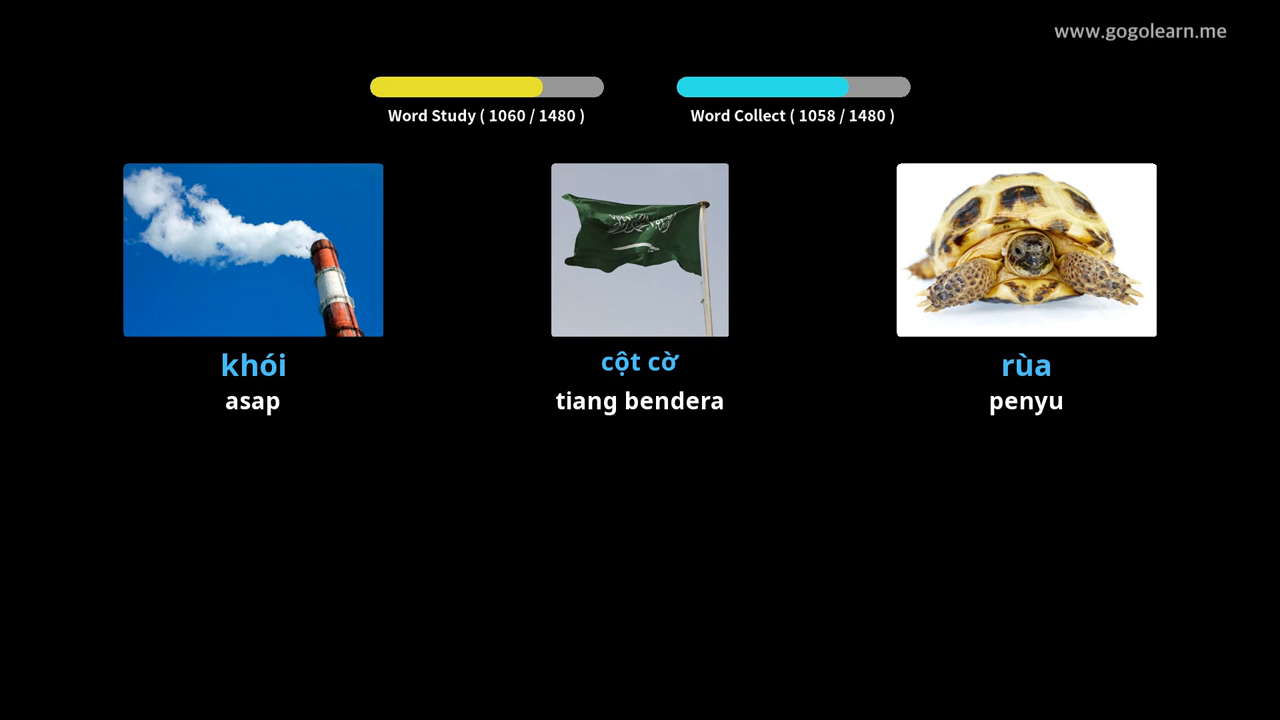 www.gogolearn.me
Word Study ( 1060 / 1480 )
Word Collect ( 1058 / 1480 )
khói
asap
cột cờ
tiang bendera
rùa
penyu